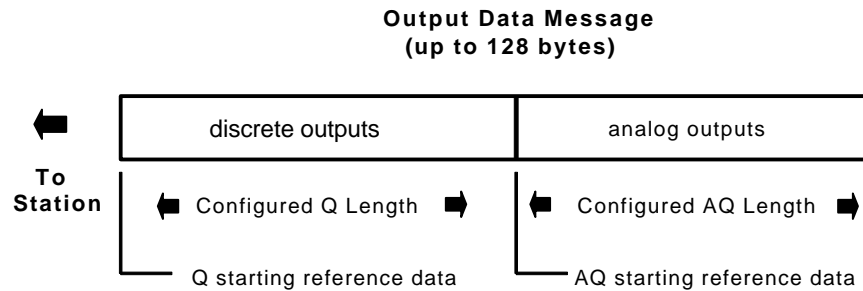 Output Data Message
(up to 128 bytes)
discrete outputs
analog outputs
To
Station
Configured Q Length
Configured AQ Length
Q starting reference data
AQ starting reference data